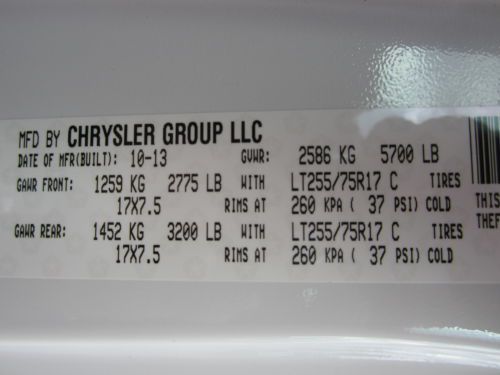 MFD BY CHRYSLER GROUP LLC
DATE OF MFR(BUILT): 10-13 GVWR: 2586 KG 5700 LB
GAWR FRONT: 1259 KG 2775 LB WITH LT255/75R17 C TIRES
17X7.5 RIMS AT 260 KPA ( 37 PSI) COLD
THIS
THEF
GAWR REAR: 1452 KG 3200 LB WITH LT255/75R17 C TIRES
17X7.5 RIMS AT 260 KPA ( 37 PSI) COLD